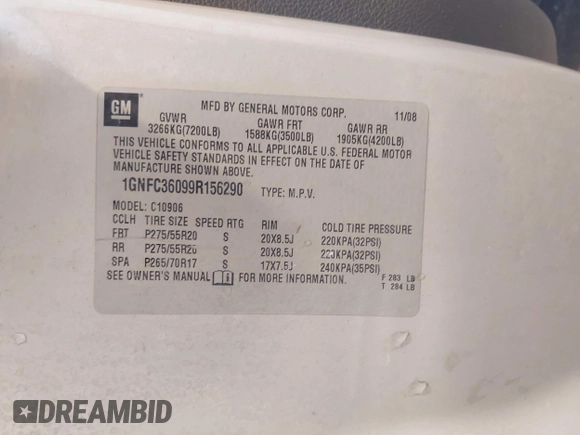 GM
MFD BY GENERAL MOTORS CORP. 11/08
GVWR GAWR FRT GAWR RR
3266KG(7200LB) 1588KG(3500LB) 1905KG(4200LB)
THIS VEHICLE CONFORMS TO ALL APPLICABLE U.S. FEDERAL MOTOR
VEHICLE SAFETY STANDARDS IN EFFECT ON THE DATE OF
MANUFACTURE SHOWN ABOVE.
1GNFC36099R156290 TYPE: M.P.V.
MODEL: C10906
CCLH TIRE SIZE SPEED RTG RIM COLD TIRE PRESSURE
FRT P275/55R20 S 20X8.5J 220KPA(32PSI)
RR P275/55R20 S 20X8.5J 220KPA(32PSI)
SPA P265/70R17 S 17X7.5J 240KPA(35PSI)
SEE OWNER'S MANUAL FOR MORE INFORMATION. F 283 LB
T 284 LB
DREAMBID